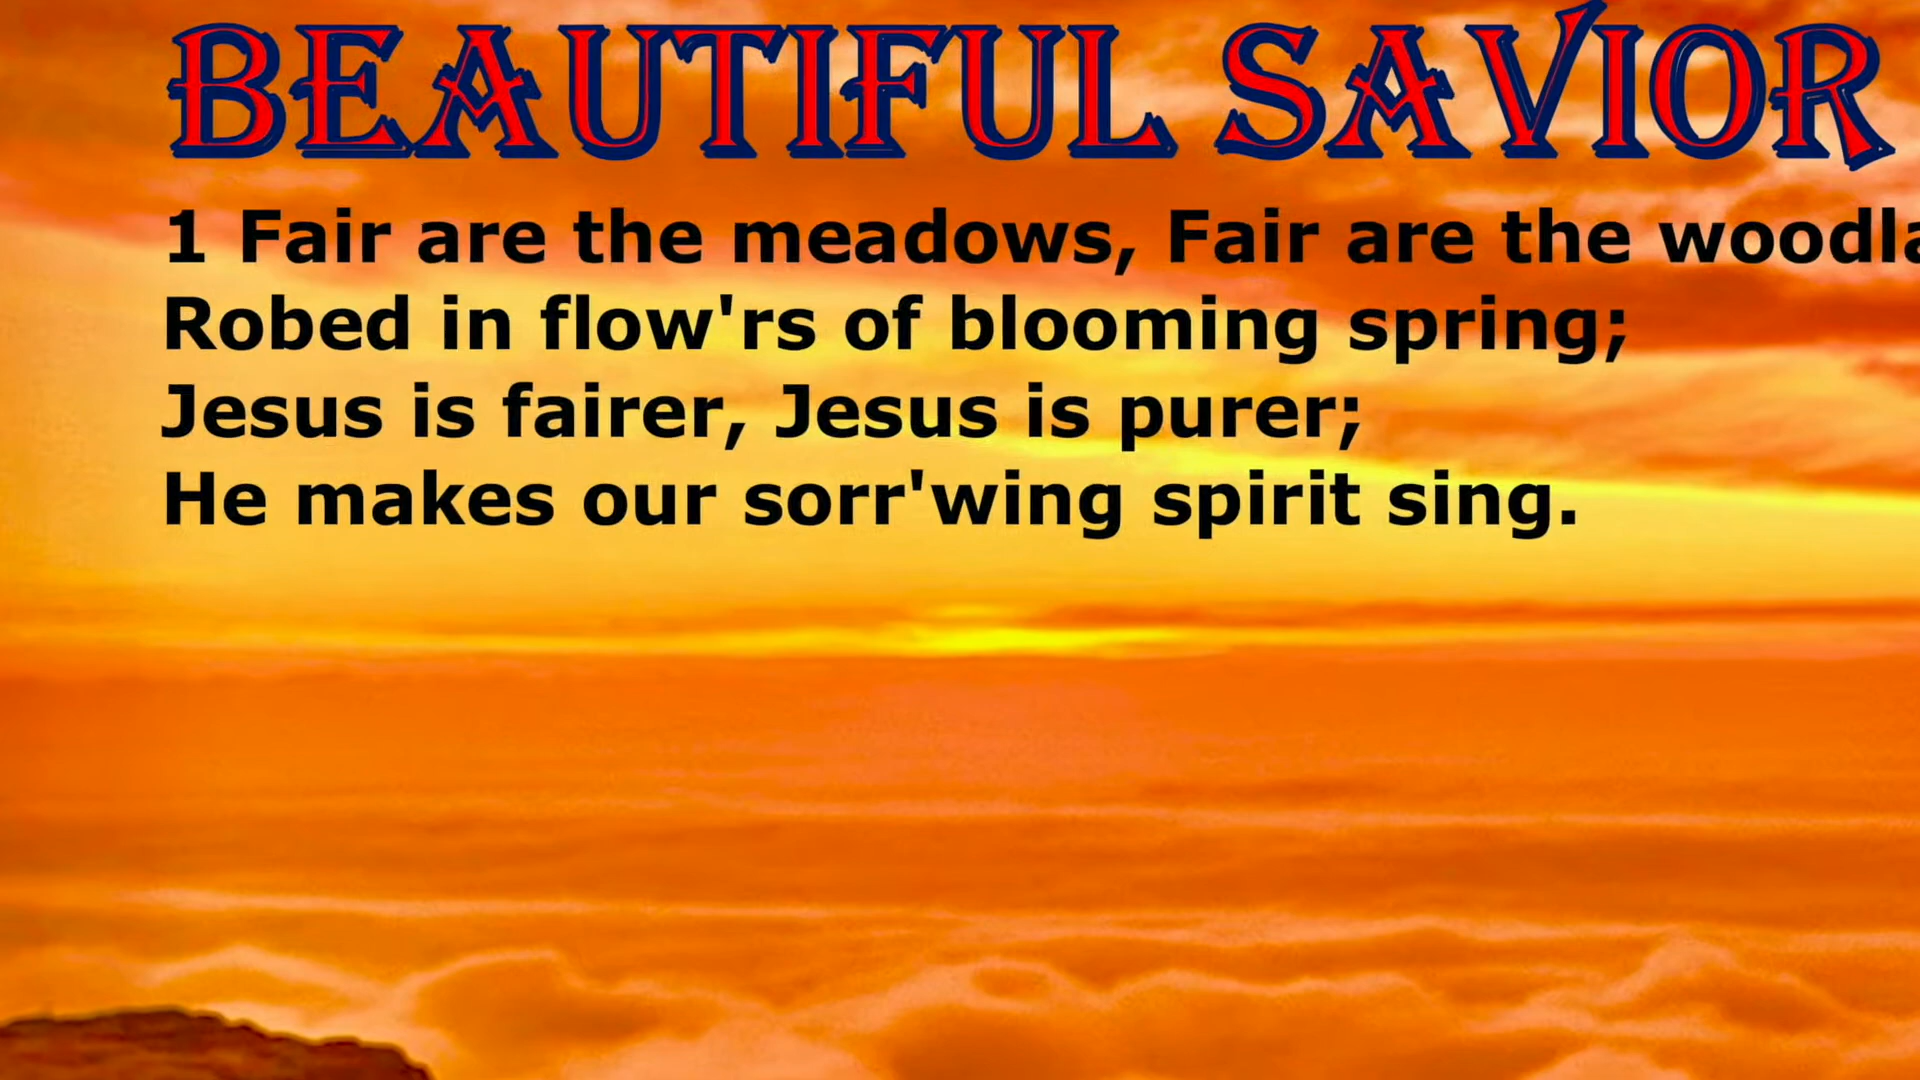 BEAUTIFUL SAVIOR
1 Fair are the meadows, Fair are the
Robed in flow'rs of blooming spring;
Jesus is fairer, Jesus is purer;
He makes our sorr'wing spirit sing.